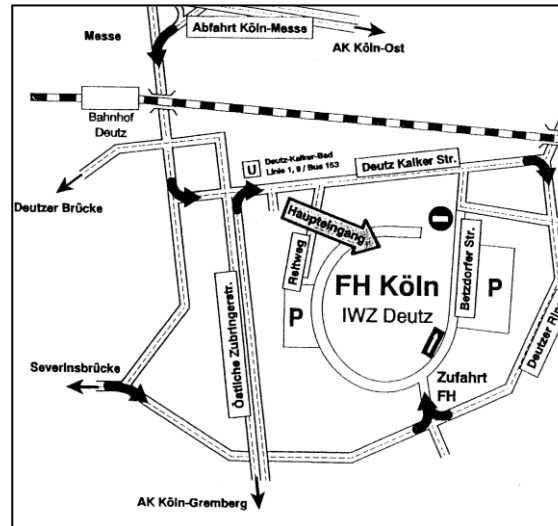 Messe
Abfahrt Köln-Messe
AK Köln-Ost
Bahnhof
Deutz
U
Deutz-Kalker-Bad
Linie 1, 9 / Bus 153
Deutz Kalker Str.
Deutzer Brücke
Haupteingang
Reitweg
Betzdorfer Str.
FH Köln
IWZ Deutz
P
P
Östliche Zubringerstr.
Deutzer Rin
Severinsbrücke
Zufahrt
FH
AK Köln-Gremberg